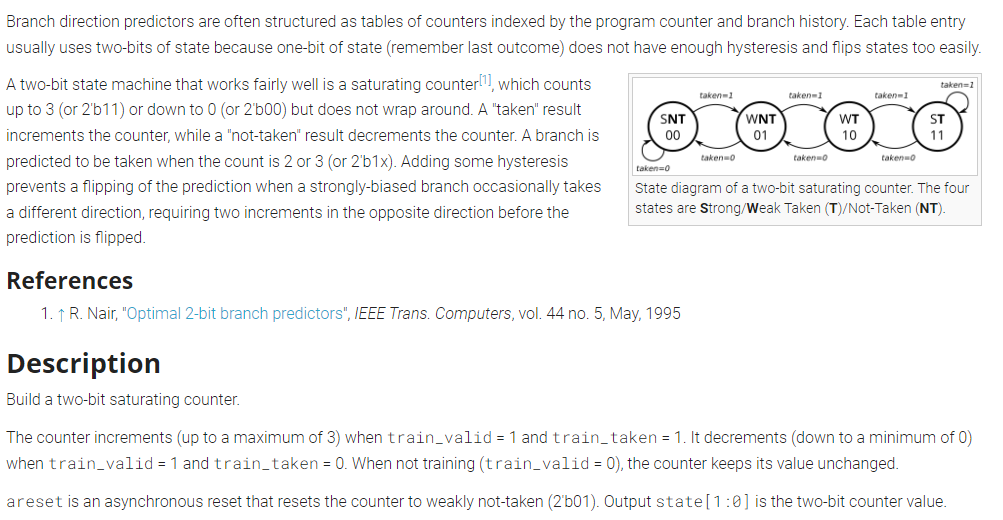 Branch direction predictors are often structured as tables of counters indexed by the program counter and branch history. Each table entry
usually uses two-bits of state because one-bit of state (remember last outcome) does not have enough hysteresis and flips states too easily.
A two-bit state machine that works fairly well is a saturating counter[1], which counts
up to 3 (or 2'b11) or down to 0 (or 2'b00) but does not wrap around. A "taken" result
increments the counter, while a "not-taken" result decrements the counter. A branch is
predicted to be taken when the count is 2 or 3 (or 2'b1x). Adding some hysteresis
prevents a flipping of the prediction when a strongly-biased branch occasionally takes
a different direction, requiring two increments in the opposite direction before the
prediction is flipped.
taken=1
taken=1
taken=1
taken=1
SNT
00
WNT
01
WT
10
ST
11
taken=0
taken=0
taken=0
taken=0
State diagram of a two-bit saturating counter. The four
states are Strong/Weak Taken (T)/Not-Taken (NT).
References
1. ↑ R. Nair, "Optimal 2-bit branch predictors", IEEE Trans. Computers, vol. 44 no. 5, May, 1995
Description
Build a two-bit saturating counter.
The counter increments (up to a maximum of 3) when train_valid = 1 and train_taken = 1. It decrements (down to a minimum of 0)
when train_valid = 1 and train_taken = 0. When not training (train_valid = 0), the counter keeps its value unchanged.
areset is an asynchronous reset that resets the counter to weakly not-taken (2'b01). Output state[1:0] is the two-bit counter value.